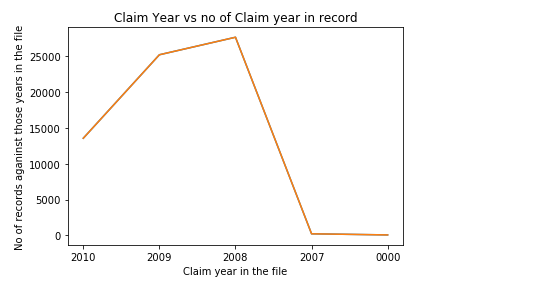 Claim Year vs no of Claim year in record
No of records aganinst those years in the file
25000
20000
15000
10000
5000
0
2010 2009 2008 2007 0000
Claim year in the file